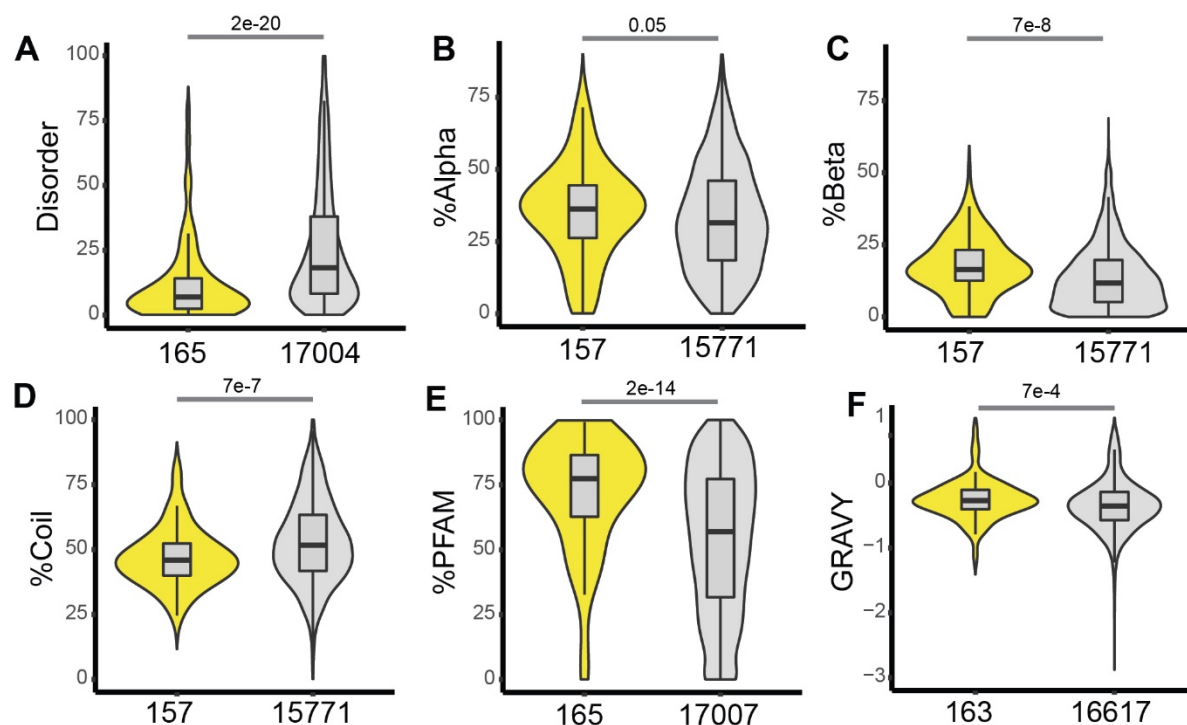 A
2e-20
Disorder
100
75
50
25
0
165 17004
B
0.05
%Alpha
75
50
25
0
157 15771
C
7e-8
%Beta
75
50
25
0
157 15771
D
7e-7
%Coil
100
75
50
25
0
157 15771
E
2e-14
%PFAM
100
75
50
25
0
165 17007
F
7e-4
GRAVY
1
0
−1
−2
−3
163 16617